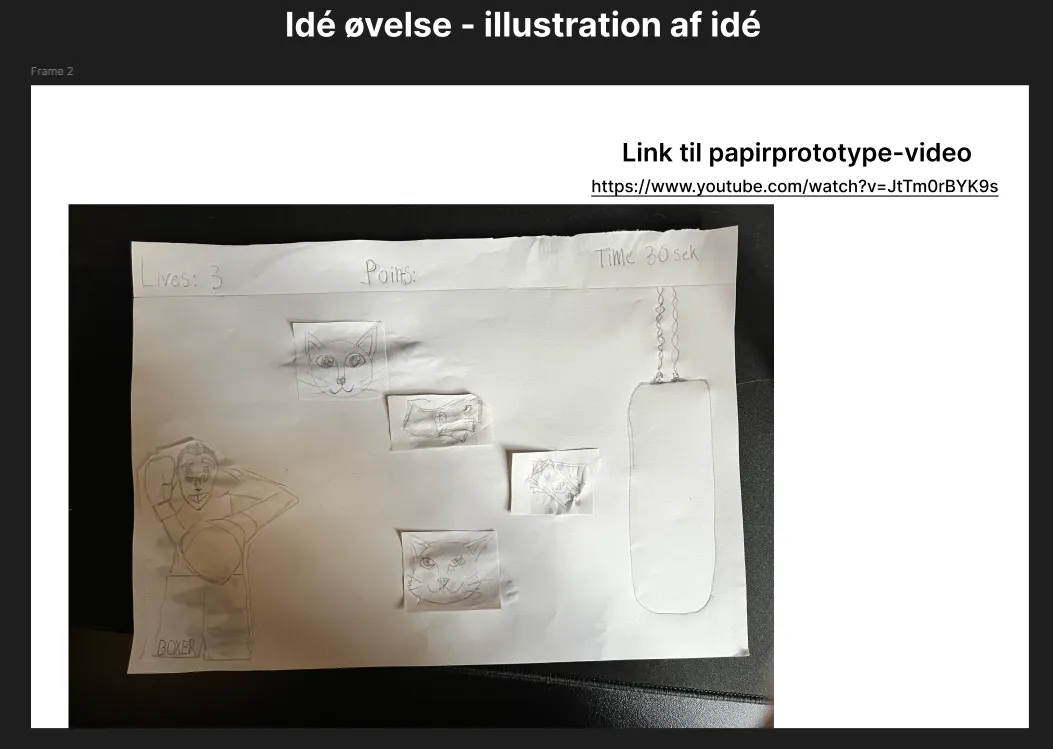 Idé øvelse - illustration af idé
Frame 2
Link til papirprototype-video
https://www.youtube.com/watch?v=JtTm0rBYK9s
Lives: 3
Poins:
Time 30 sek
BOXER